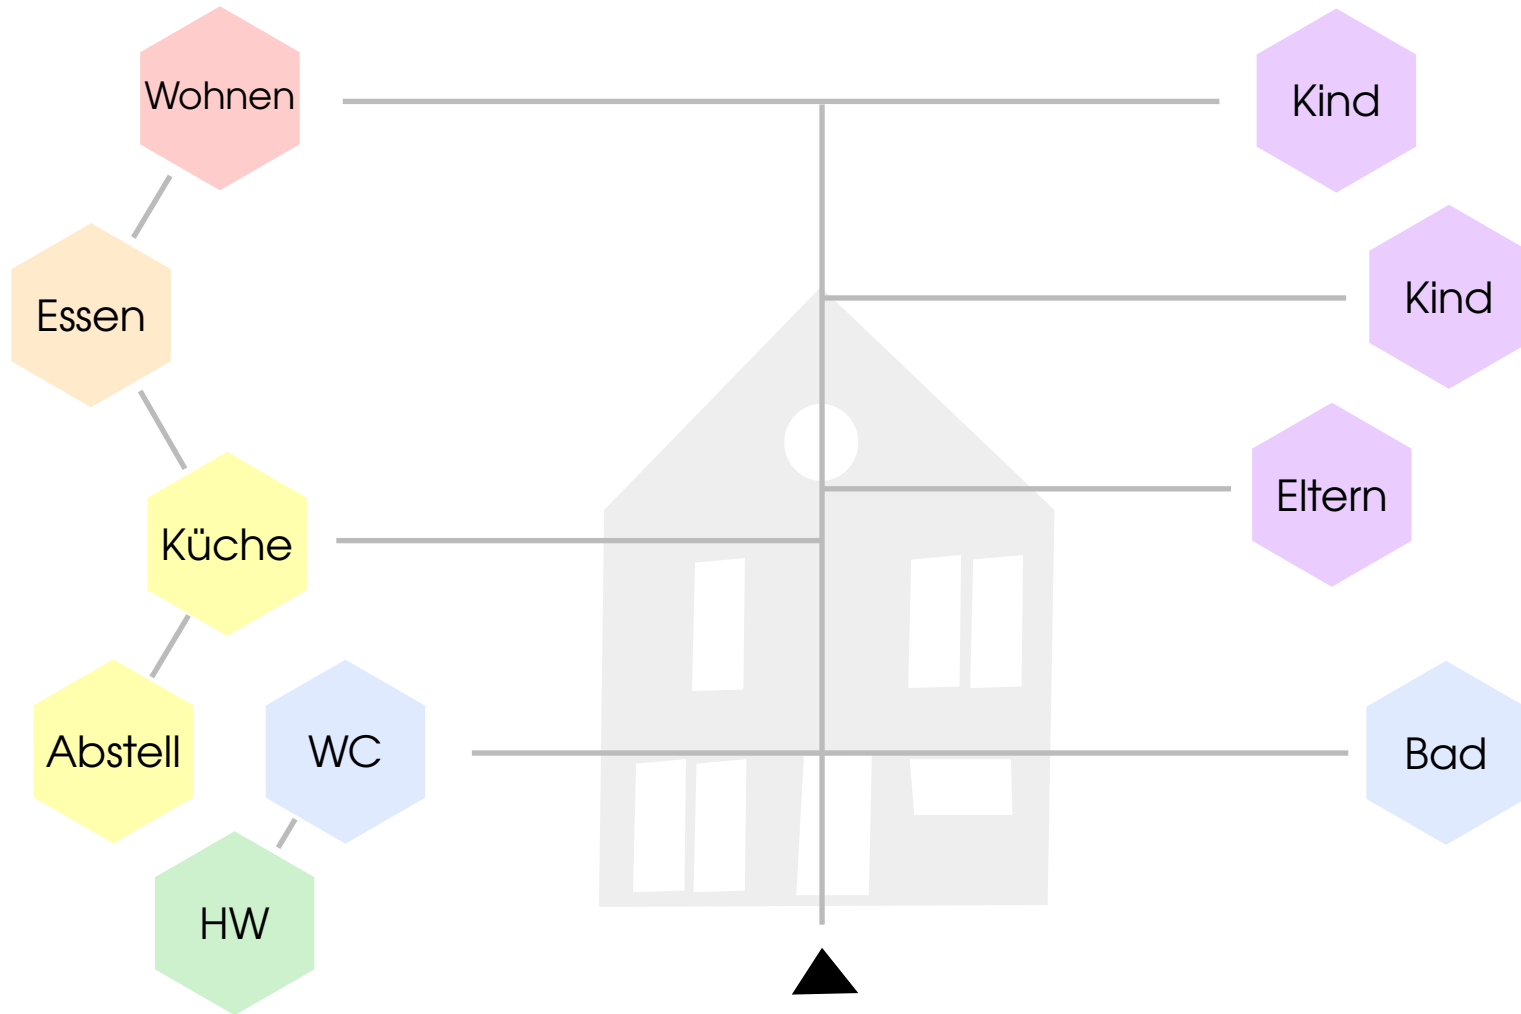 Wohnen
Kind
Essen
Kind
Küche
Eltern
Abstell
WC
Bad
HW